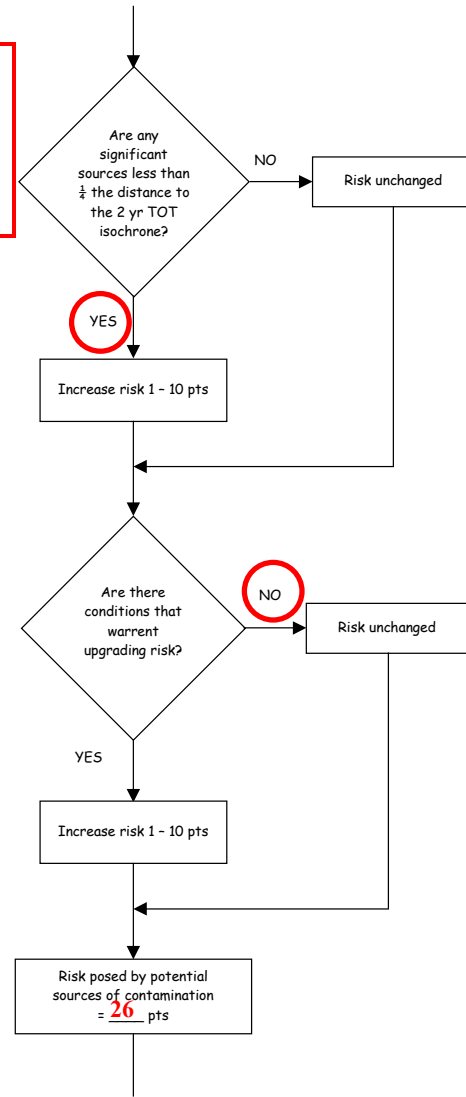 Are any
significant
sources less than
¼ the distance to
the 2 yr TOT
isochrone?
NO
Risk unchanged
YES
Increase risk 1 – 10 pts
Are there
conditions that
warrent
upgrading risk?
NO
Risk unchanged
YES
Increase risk 1 – 10 pts
Risk posed by potential
sources of contamination
= 26 pts